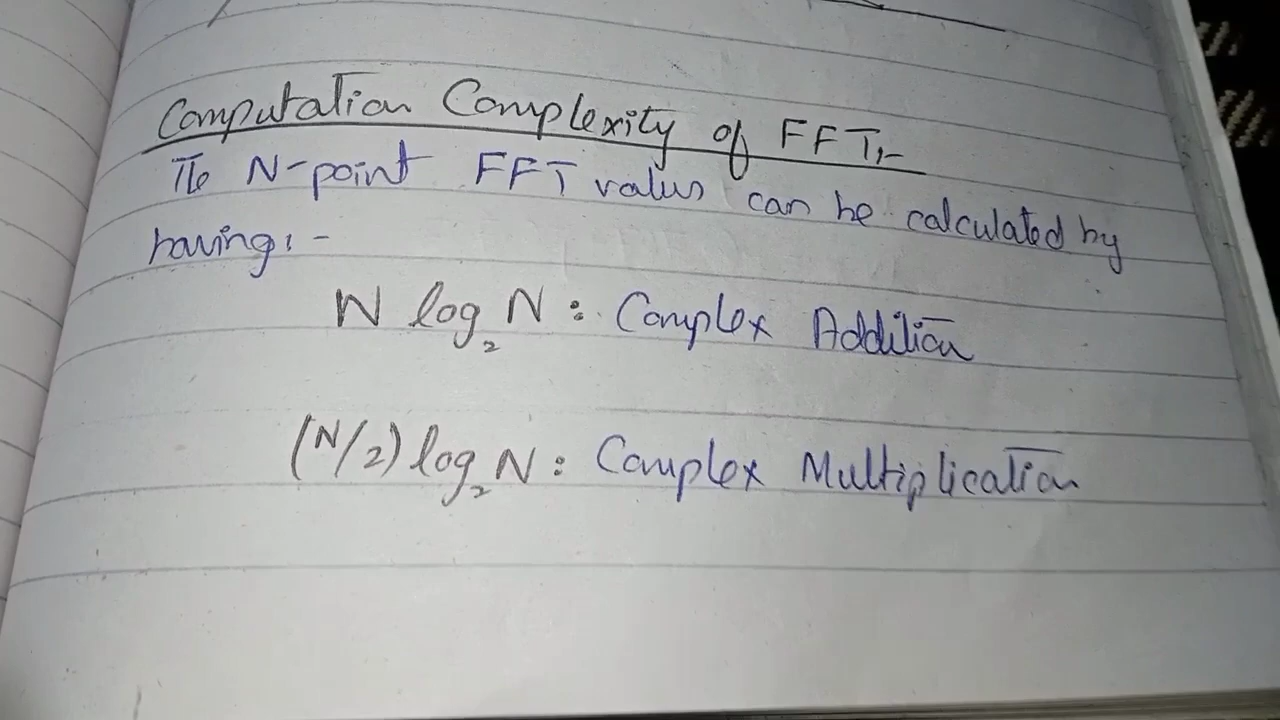 Computation Complexity of FFT:-
The N-point FFT values can be calculated by
having:-
N log₂ N : Complex Addition
(N/2) log₂ N : Complex Multiplication